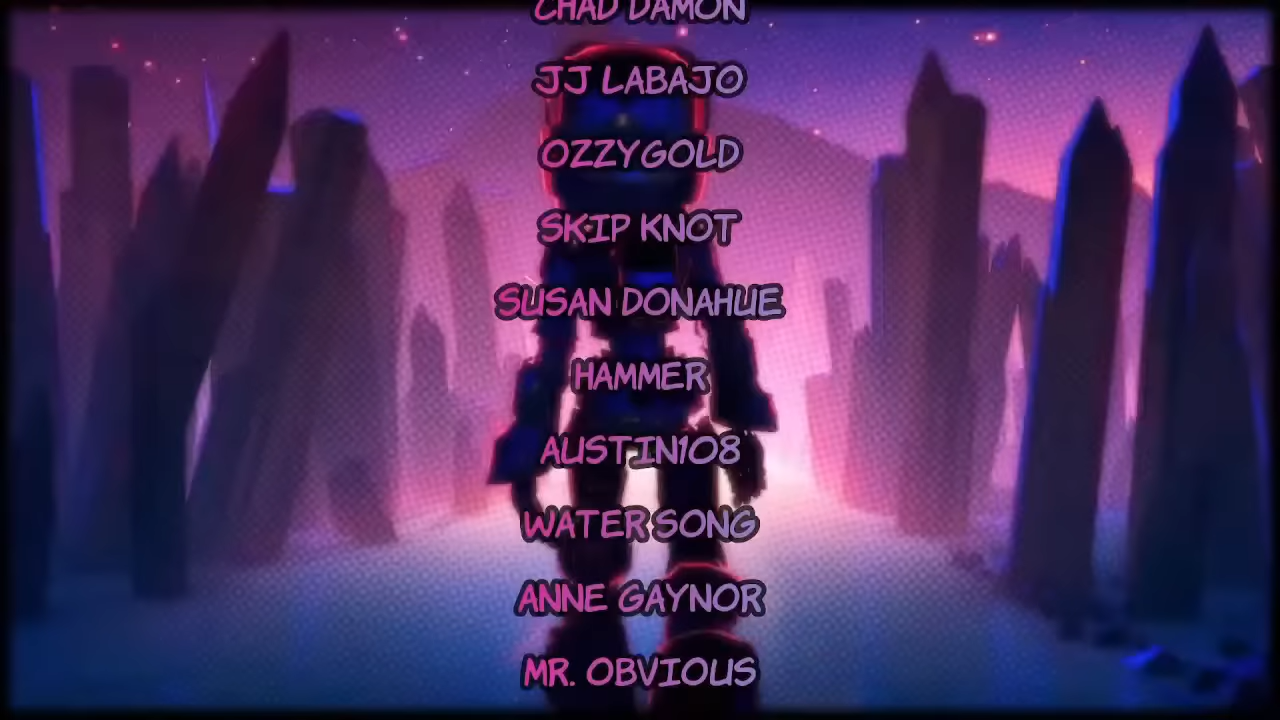 CHAD DAMON
JJ LABAJO
OZZYGOLD
SKIP KNOT
SUSAN DONAHUE
HAMMER
AUSTIN108
WATER SONG
ANNE GAYNOR
MR. OBVIOUS